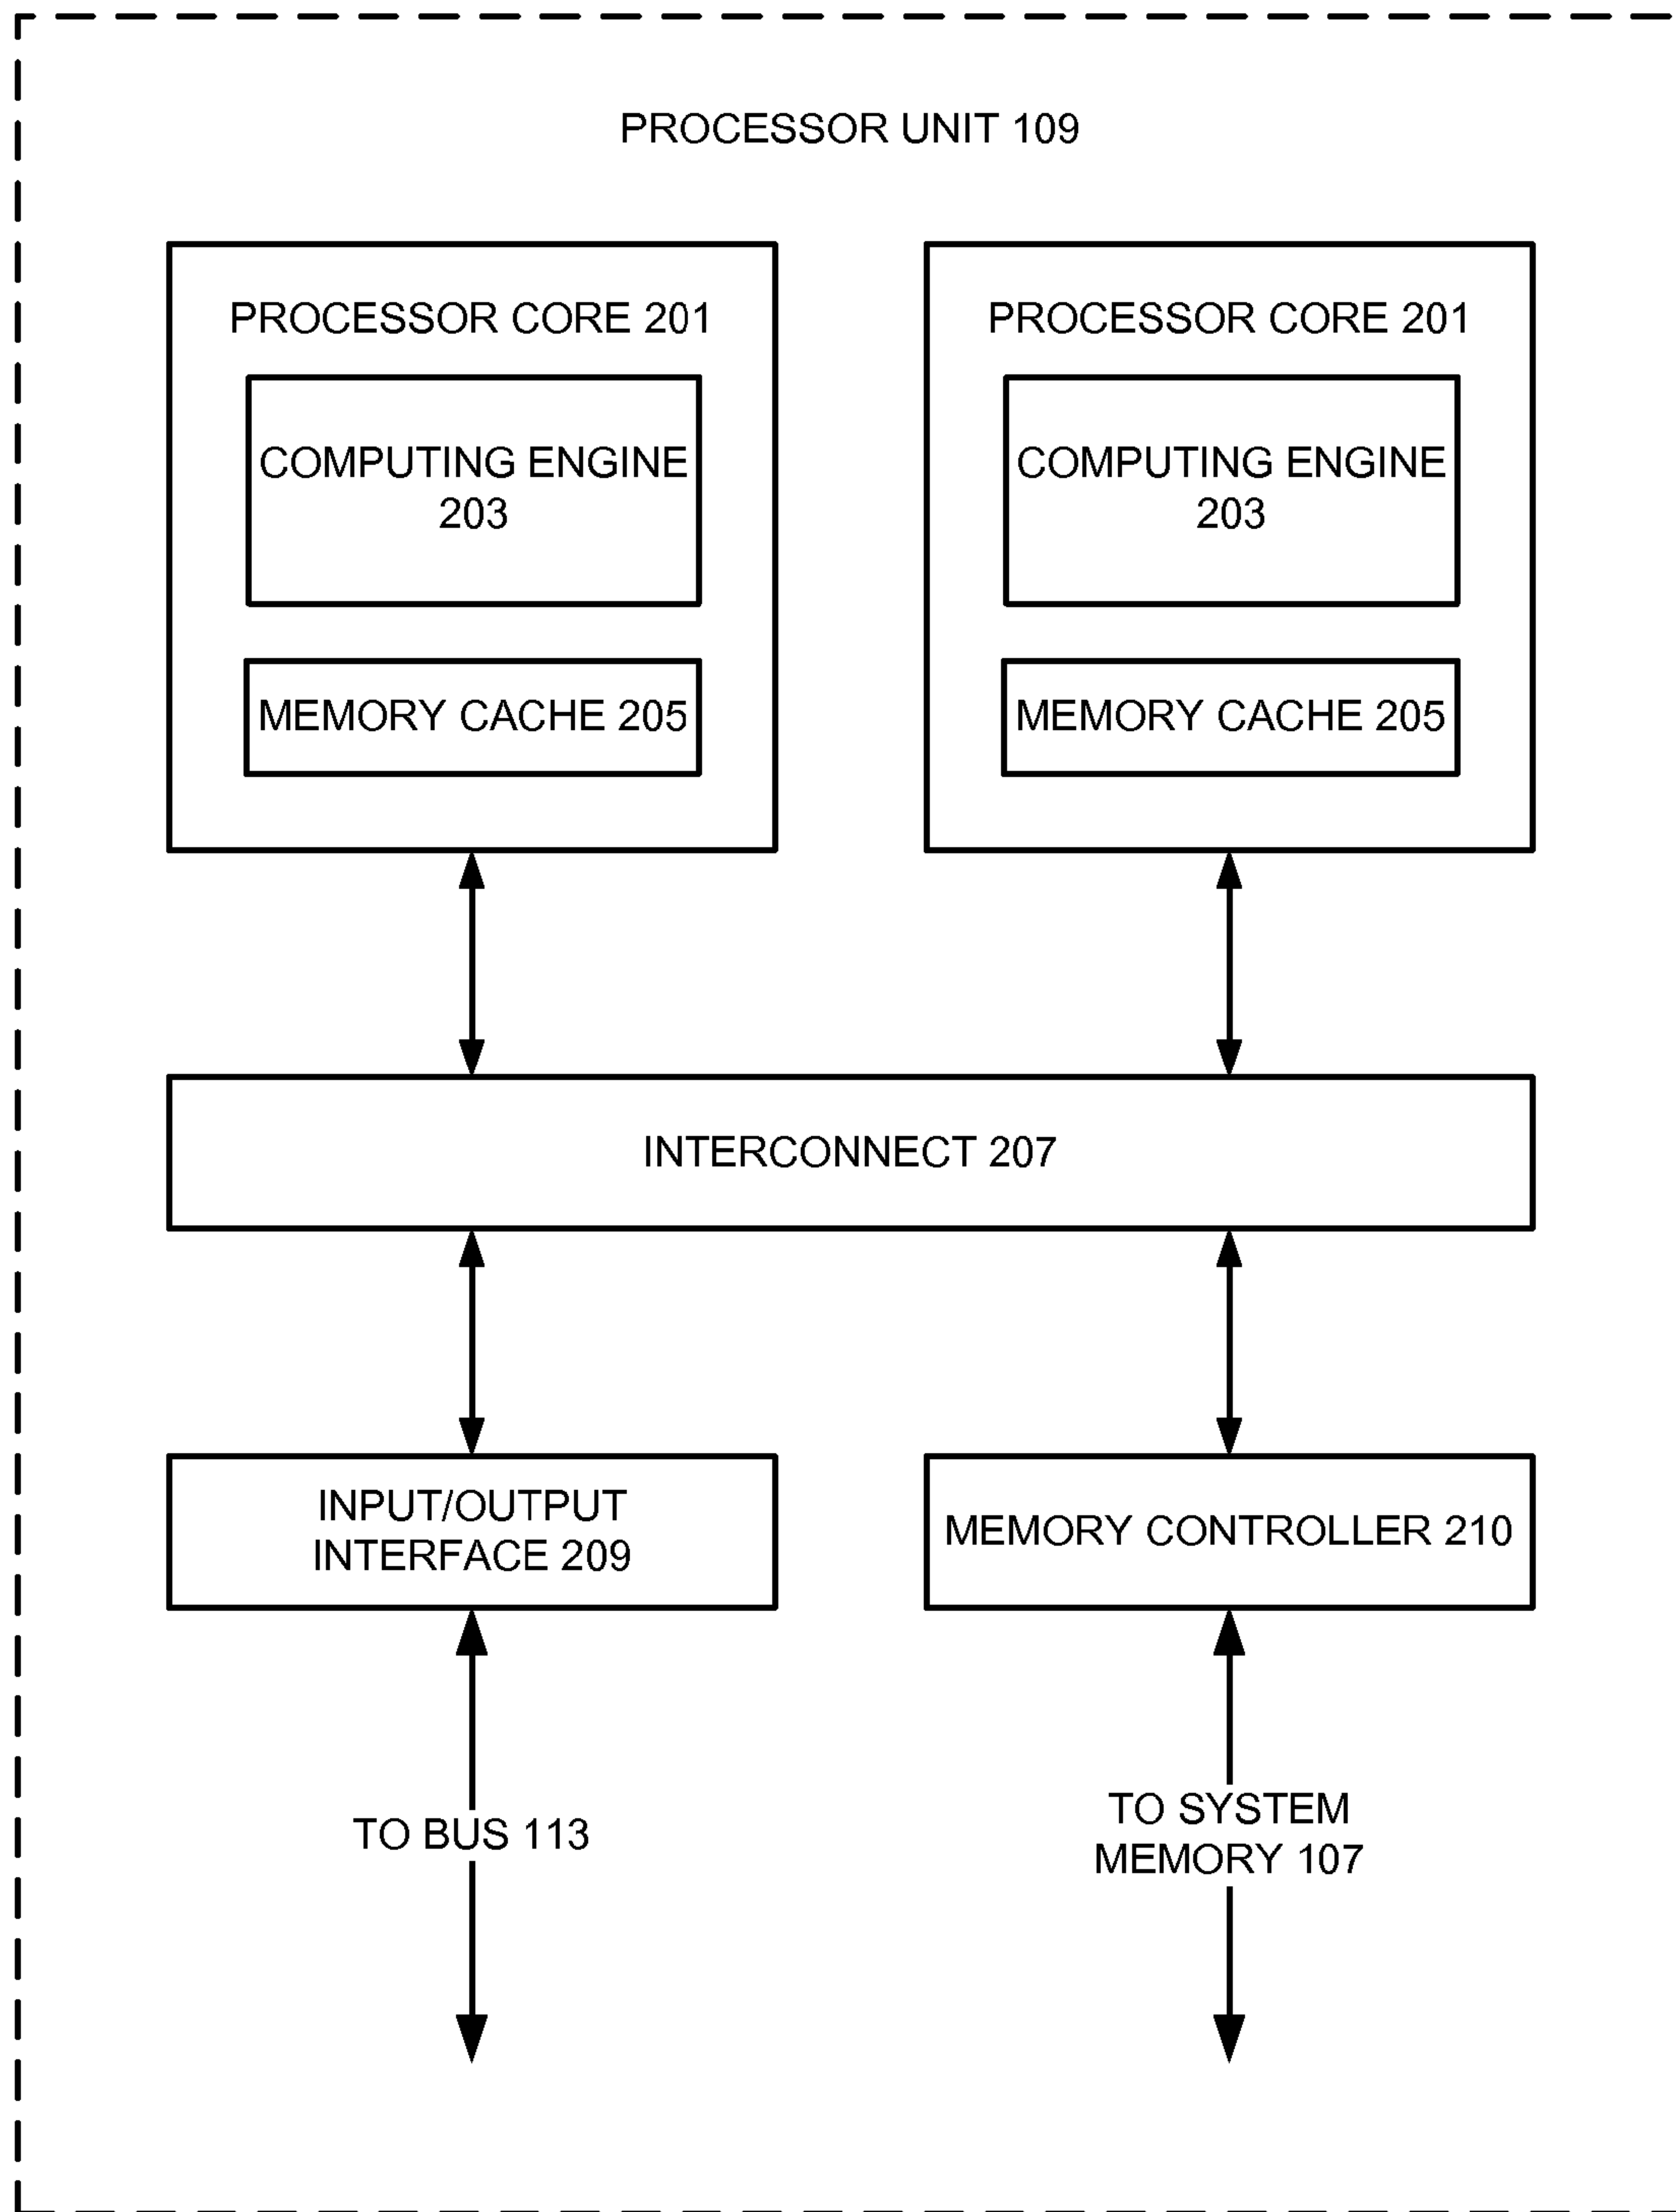 PROCESSOR UNIT 109
PROCESSOR CORE 201
COMPUTING ENGINE
203
MEMORY CACHE 205
PROCESSOR CORE 201
COMPUTING ENGINE
203
MEMORY CACHE 205
INTERCONNECT 207
INPUT/OUTPUT
INTERFACE 209
MEMORY CONTROLLER 210
TO BUS 113
TO SYSTEM
MEMORY 107